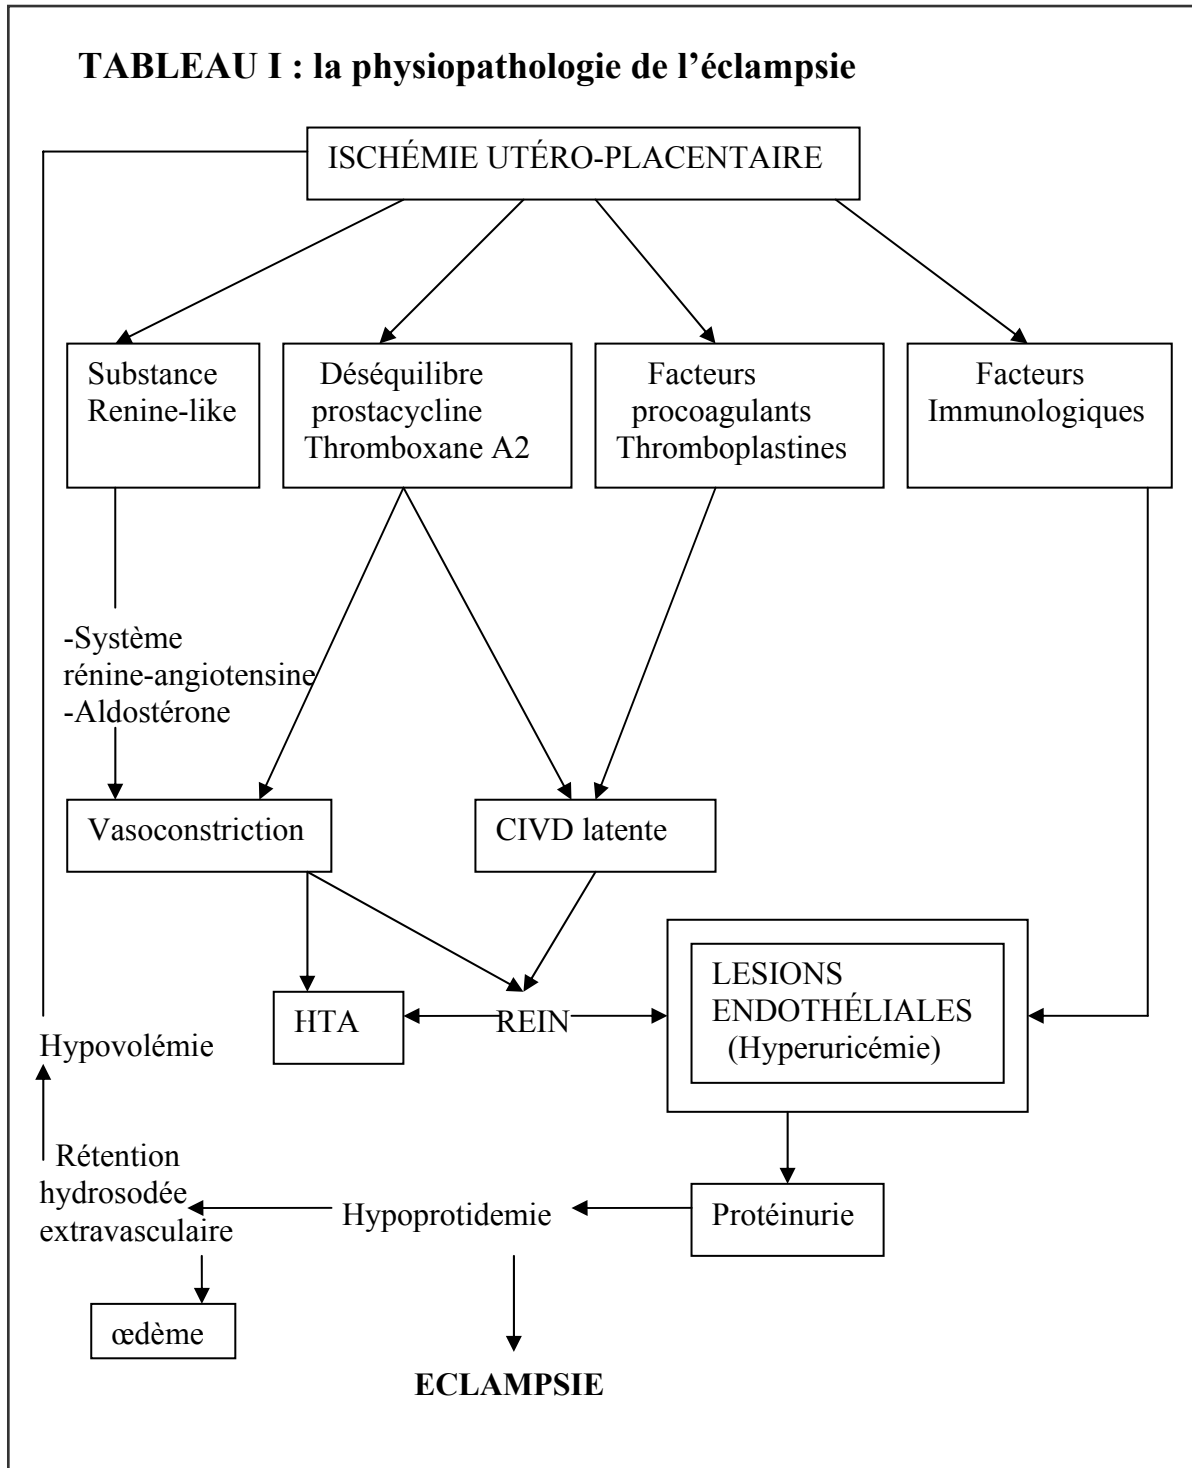 TABLEAU I : la physiopathologie de l’éclampsie
ISCHÉMIE UTÉRO-PLACENTAIRE
Substance
Renine-like
Déséquilibre
prostacycline
Thromboxane A2
Facteurs
procoagulants
Thromboplastines
Facteurs
Immunologiques
-Système
rénine-angiotensine
-Aldostérone
Vasoconstriction
CIVD latente
HTA
REIN
LESIONS
ENDOTHÉLIALES
(Hyperuricémie)
Hypovolémie
Rétention
hydrosodée
extravasculaire
Hypoprotidemie
Protéinurie
œdème
ECLAMPSIE